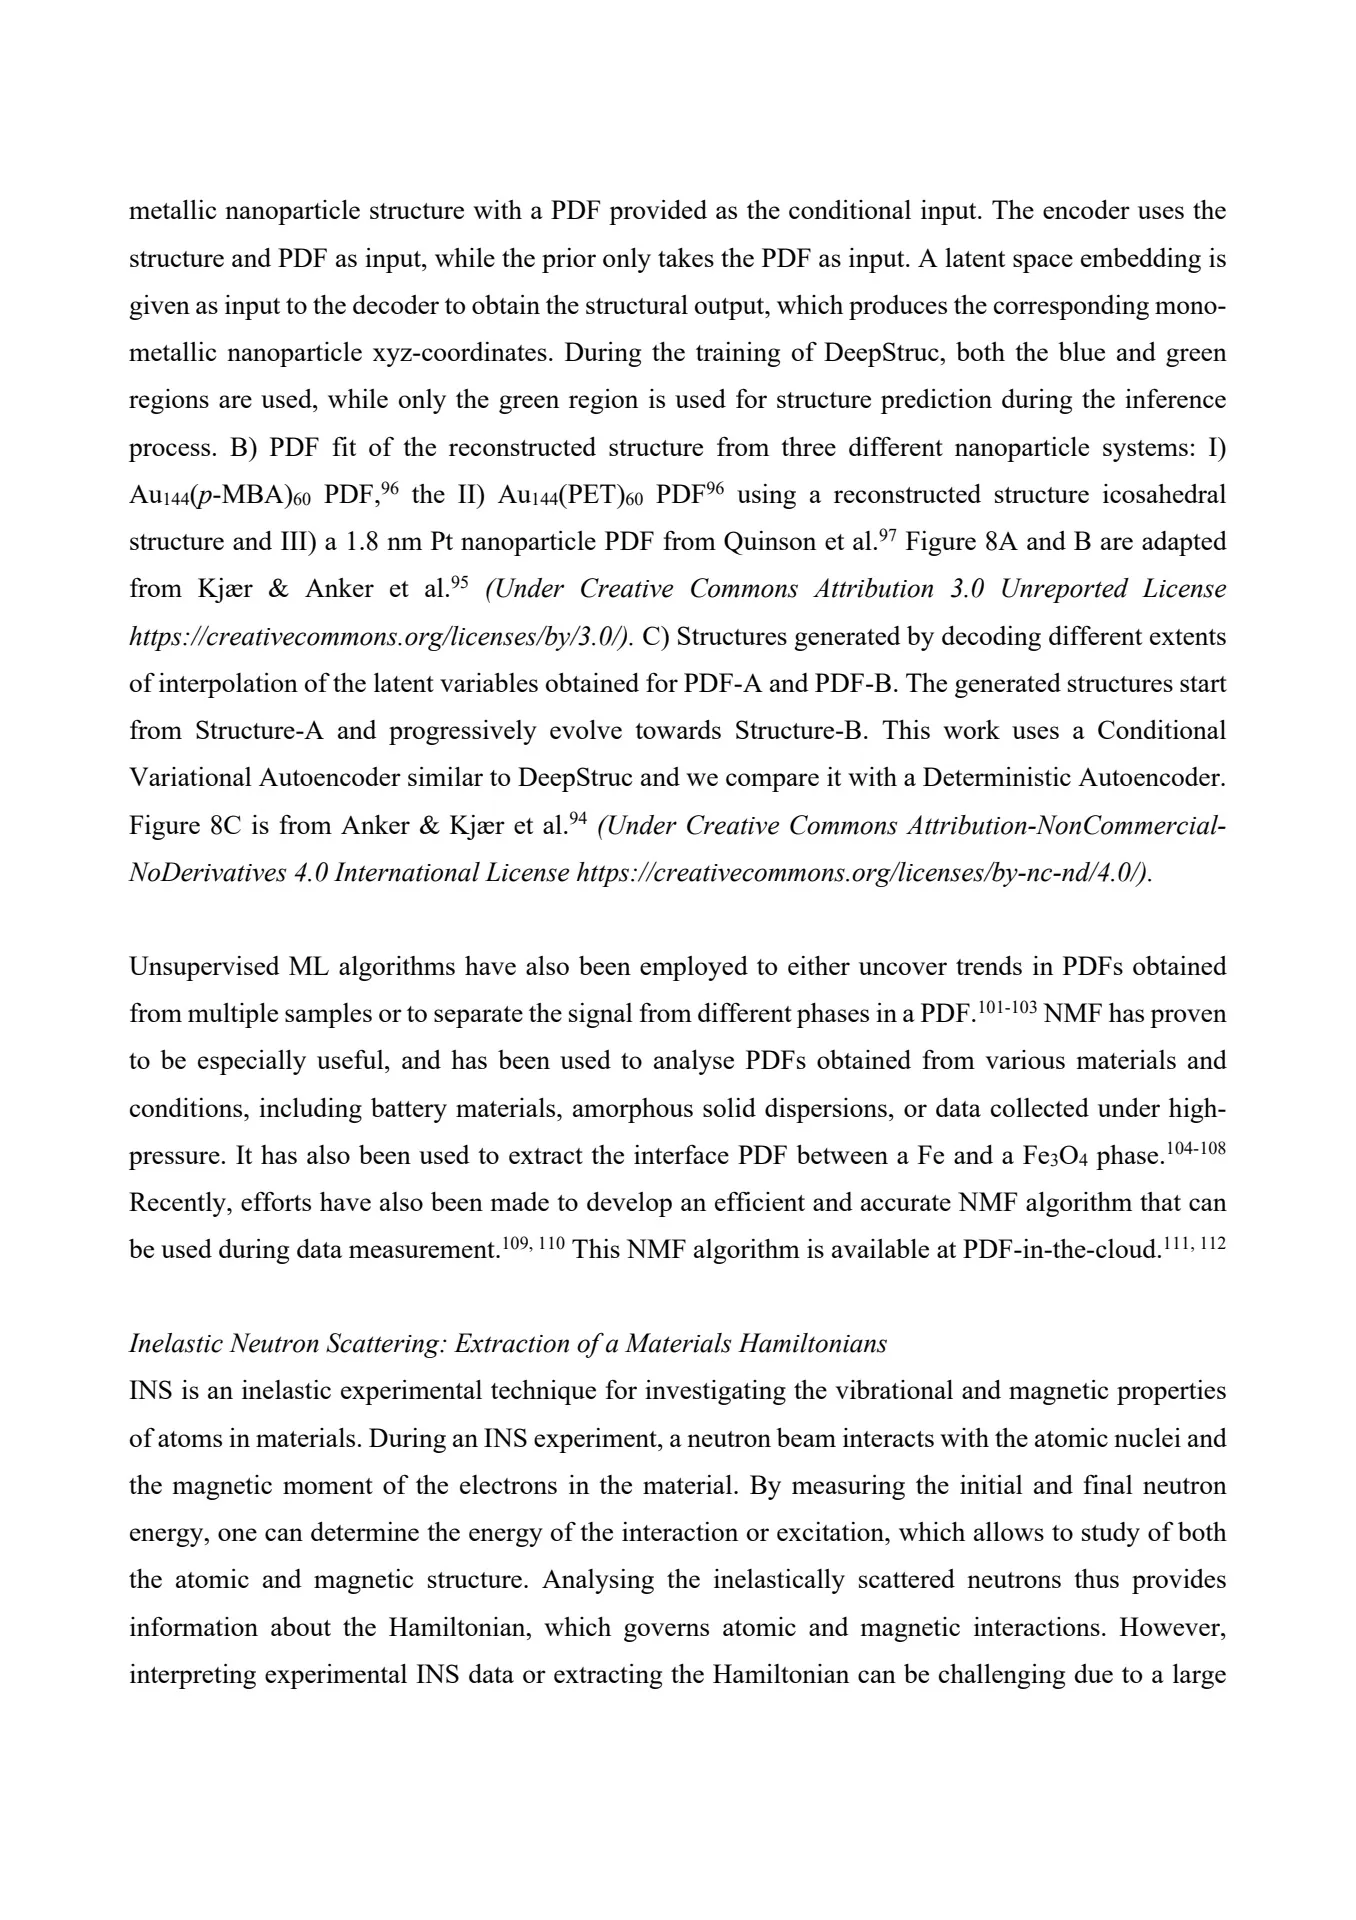 metallic nanoparticle structure with a PDF provided as the conditional input. The encoder uses the
structure and PDF as input, while the prior only takes the PDF as input. A latent space embedding is
given as input to the decoder to obtain the structural output, which produces the corresponding mono-
metallic nanoparticle xyz-coordinates. During the training of DeepStruc, both the blue and green
regions are used, while only the green region is used for structure prediction during the inference
process. B) PDF fit of the reconstructed structure from three different nanoparticle systems: I)
Au144(p-MBA)60 PDF,96 the II) Au144(PET)60 PDF96 using a reconstructed structure icosahedral
structure and III) a 1.8 nm Pt nanoparticle PDF from Quinson et al.97 Figure 8A and B are adapted
from Kjær & Anker et al.95 (Under Creative Commons Attribution 3.0 Unreported License
https://creativecommons.org/licenses/by/3.0/). C) Structures generated by decoding different extents
of interpolation of the latent variables obtained for PDF-A and PDF-B. The generated structures start
from Structure-A and progressively evolve towards Structure-B. This work uses a Conditional
Variational Autoencoder similar to DeepStruc and we compare it with a Deterministic Autoencoder.
Figure 8C is from Anker & Kjær et al.94 (Under Creative Commons Attribution-NonCommercial-
NoDerivatives 4.0 International License https://creativecommons.org/licenses/by-nc-nd/4.0/).
Unsupervised ML algorithms have also been employed to either uncover trends in PDFs obtained
from multiple samples or to separate the signal from different phases in a PDF.101-103 NMF has proven
to be especially useful, and has been used to analyse PDFs obtained from various materials and
conditions, including battery materials, amorphous solid dispersions, or data collected under high-
pressure. It has also been used to extract the interface PDF between a Fe and a Fe3O4 phase.104-108
Recently, efforts have also been made to develop an efficient and accurate NMF algorithm that can
be used during data measurement.109, 110 This NMF algorithm is available at PDF-in-the-cloud.111, 112
Inelastic Neutron Scattering: Extraction of a Materials Hamiltonians
INS is an inelastic experimental technique for investigating the vibrational and magnetic properties
of atoms in materials. During an INS experiment, a neutron beam interacts with the atomic nuclei and
the magnetic moment of the electrons in the material. By measuring the initial and final neutron
energy, one can determine the energy of the interaction or excitation, which allows to study of both
the atomic and magnetic structure. Analysing the inelastically scattered neutrons thus provides
information about the Hamiltonian, which governs atomic and magnetic interactions. However,
interpreting experimental INS data or extracting the Hamiltonian can be challenging due to a large